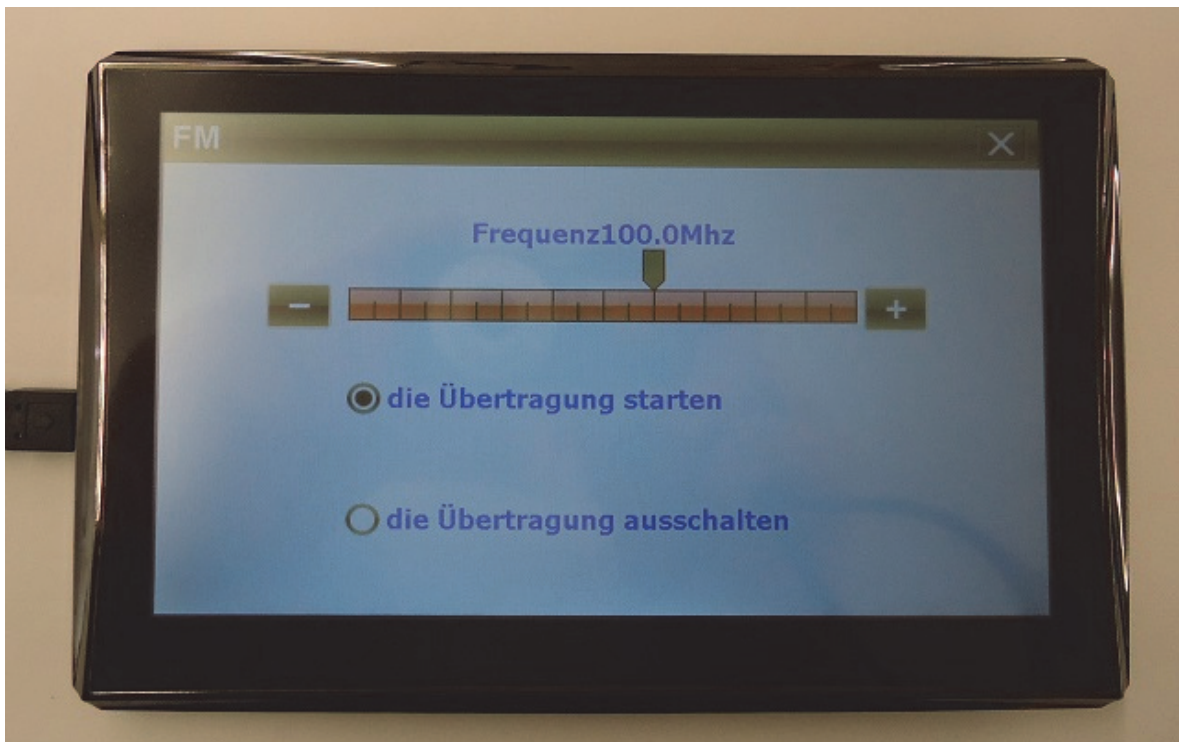 FM
Frequenz100.0Mhz
die Übertragung starten
die Übertragung ausschalten